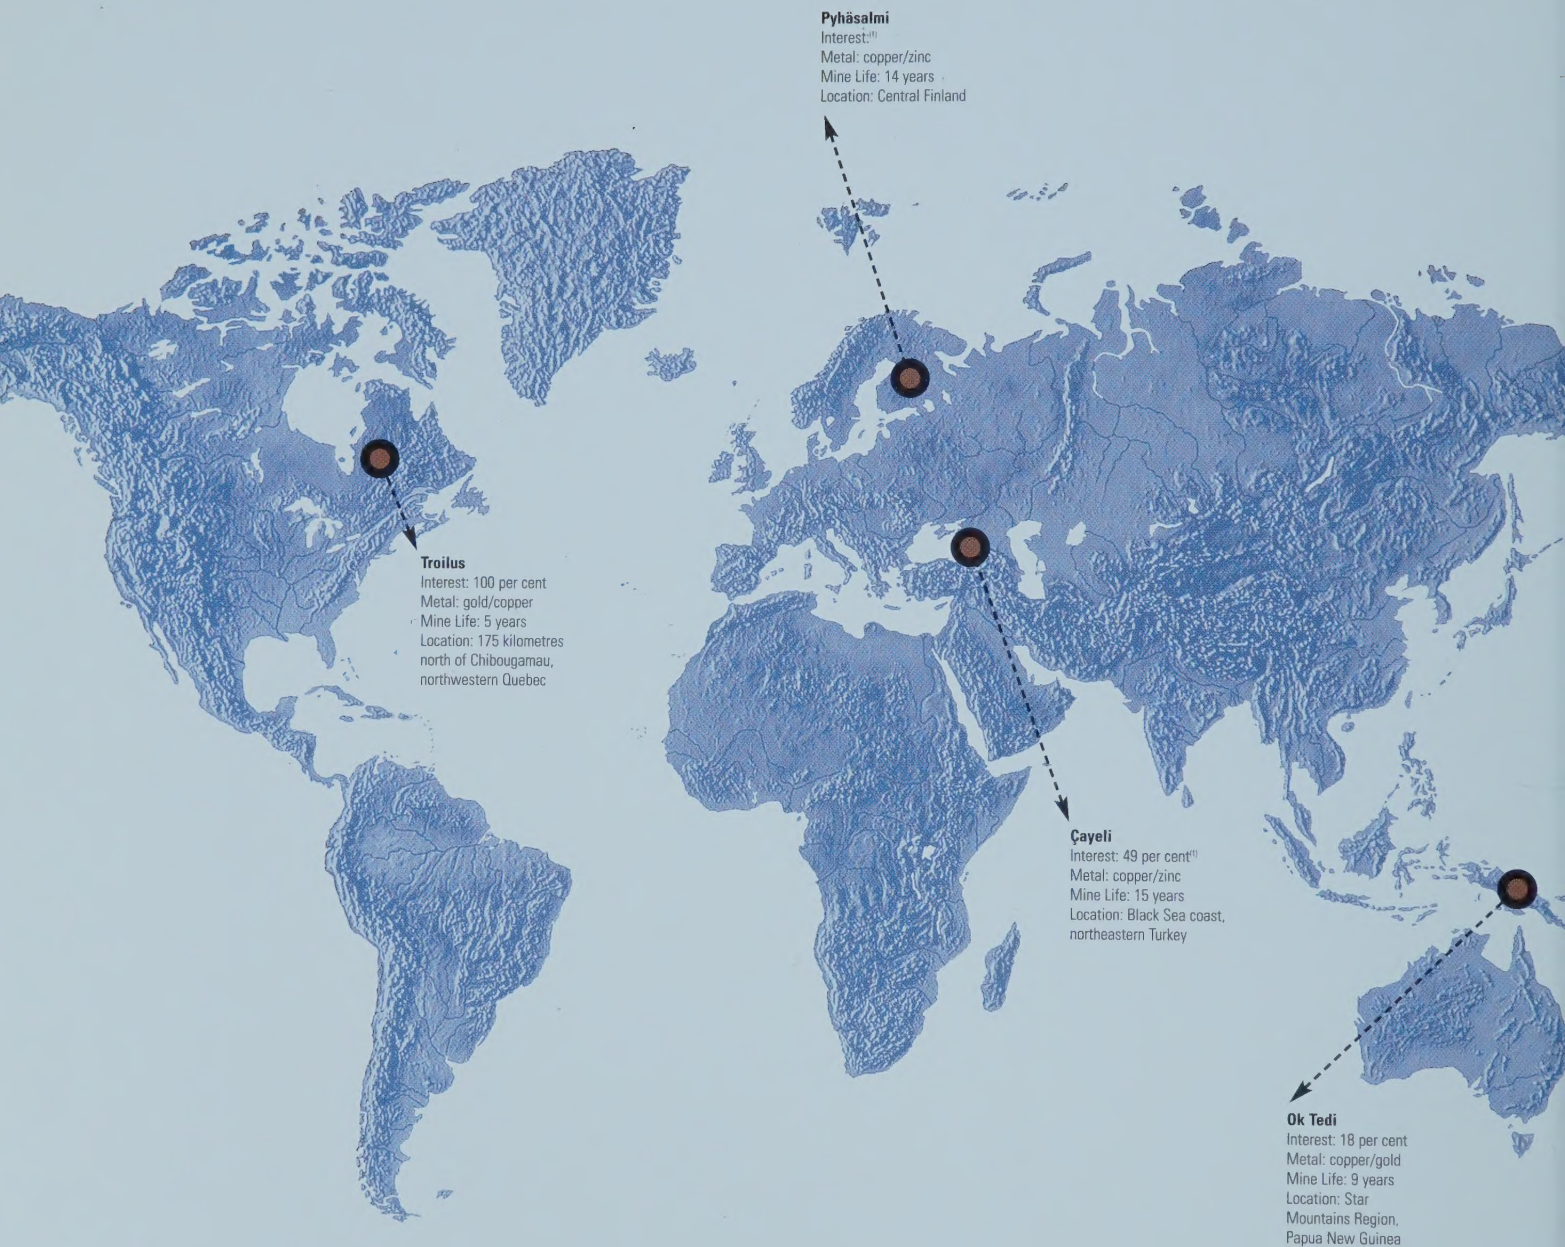 Pyhäsalmi
Interest:(1)
Metal: copper/zinc
Mine Life: 14 years
Location: Central Finland
Troilus
Interest: 100 per cent
Metal: gold/copper
Mine Life: 5 years
Location: 175 kilometres
north of Chibougamau,
northwestern Quebec
Çayeli
Interest: 49 per cent(1)
Metal: copper/zinc
Mine Life: 15 years
Location: Black Sea coast,
northeastern Turkey
Ok Tedi
Interest: 18 per cent
Metal: copper/gold
Mine Life: 9 years
Location: Star
Mountains Region,
Papua New Guinea